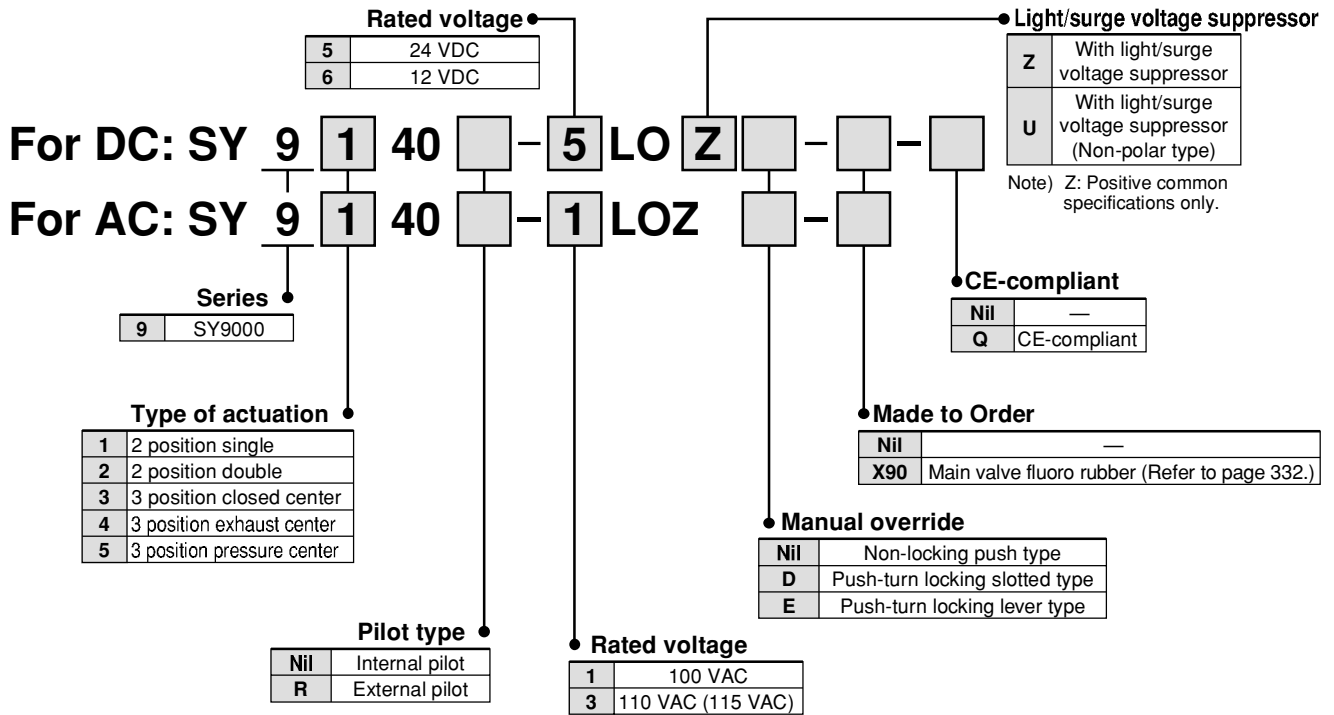 Rated voltage
5 24 VDC
6 12 VDC
Light/surge voltage suppressor
Z With light/surge
voltage suppressor
U With light/surge
voltage suppressor
(Non-polar type)
Note) Z: Positive common
specifications only.
For DC: SY 9 1 40 – 5 LO Z – –
For AC: SY 9 1 40 – 1 LOZ –
Series
9 SY9000
CE-compliant
Nil —
Q CE-compliant
Type of actuation
1 2 position single
2 2 position double
3 3 position closed center
4 3 position exhaust center
5 3 position pressure center
Made to Order
Nil —
X90 Main valve fluoro rubber (Refer to page 332.)
Manual override
Nil Non-locking push type
D Push-turn locking slotted type
E Push-turn locking lever type
Pilot type
Nil Internal pilot
R External pilot
Rated voltage
1 100 VAC
3 110 VAC (115 VAC)